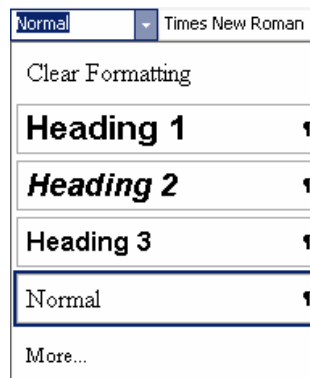 Normal Times New Roman
Clear Formatting
Heading 1 ¶
Heading 2 ¶
Heading 3 ¶
Normal ¶
More...